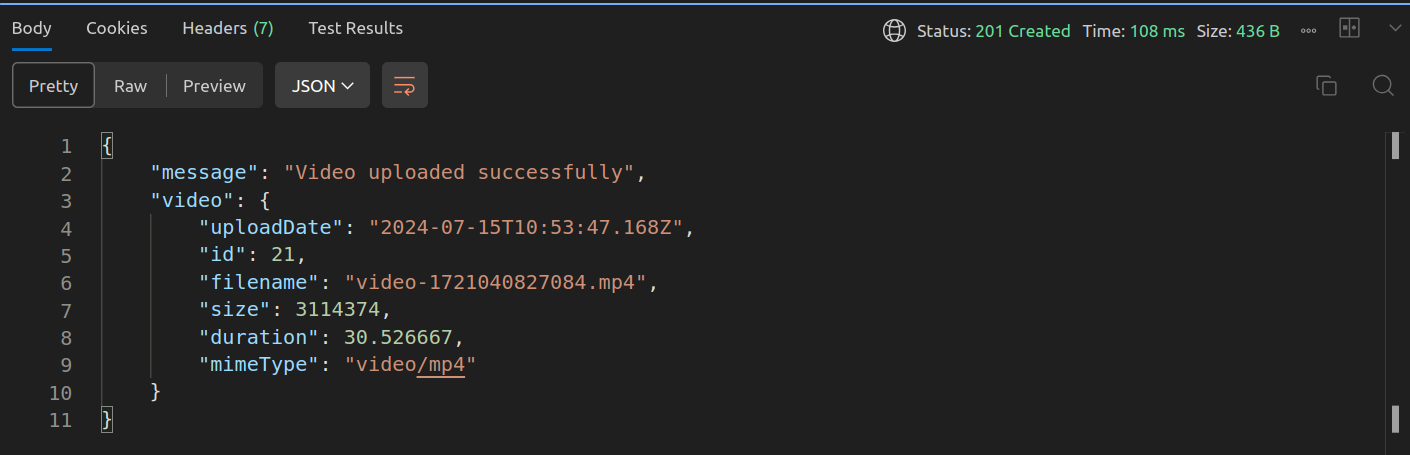 Body Cookies Headers (7) Test Results Status: 201 Created Time: 108 ms Size: 436 B
Pretty Raw Preview JSON
1 {
2 "message": "Video uploaded successfully",
3 "video": {
4 "uploadDate": "2024-07-15T10:53:47.168Z",
5 "id": 21,
6 "filename": "video-1721040827084.mp4",
7 "size": 3114374,
8 "duration": 30.526667,
9 "mimeType": "video/mp4"
10 }
11 }